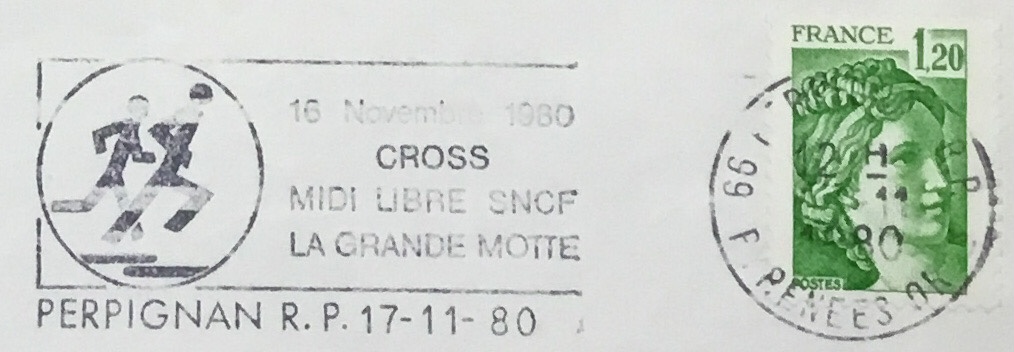 16 Novembre 1980
CROSS
MIDI LIBRE SNCF
LA GRANDE MOTTE
PERPIGNAN R. P. 17-11- 80
FRANCE 1,20
POSTES
66
12 H
11
80